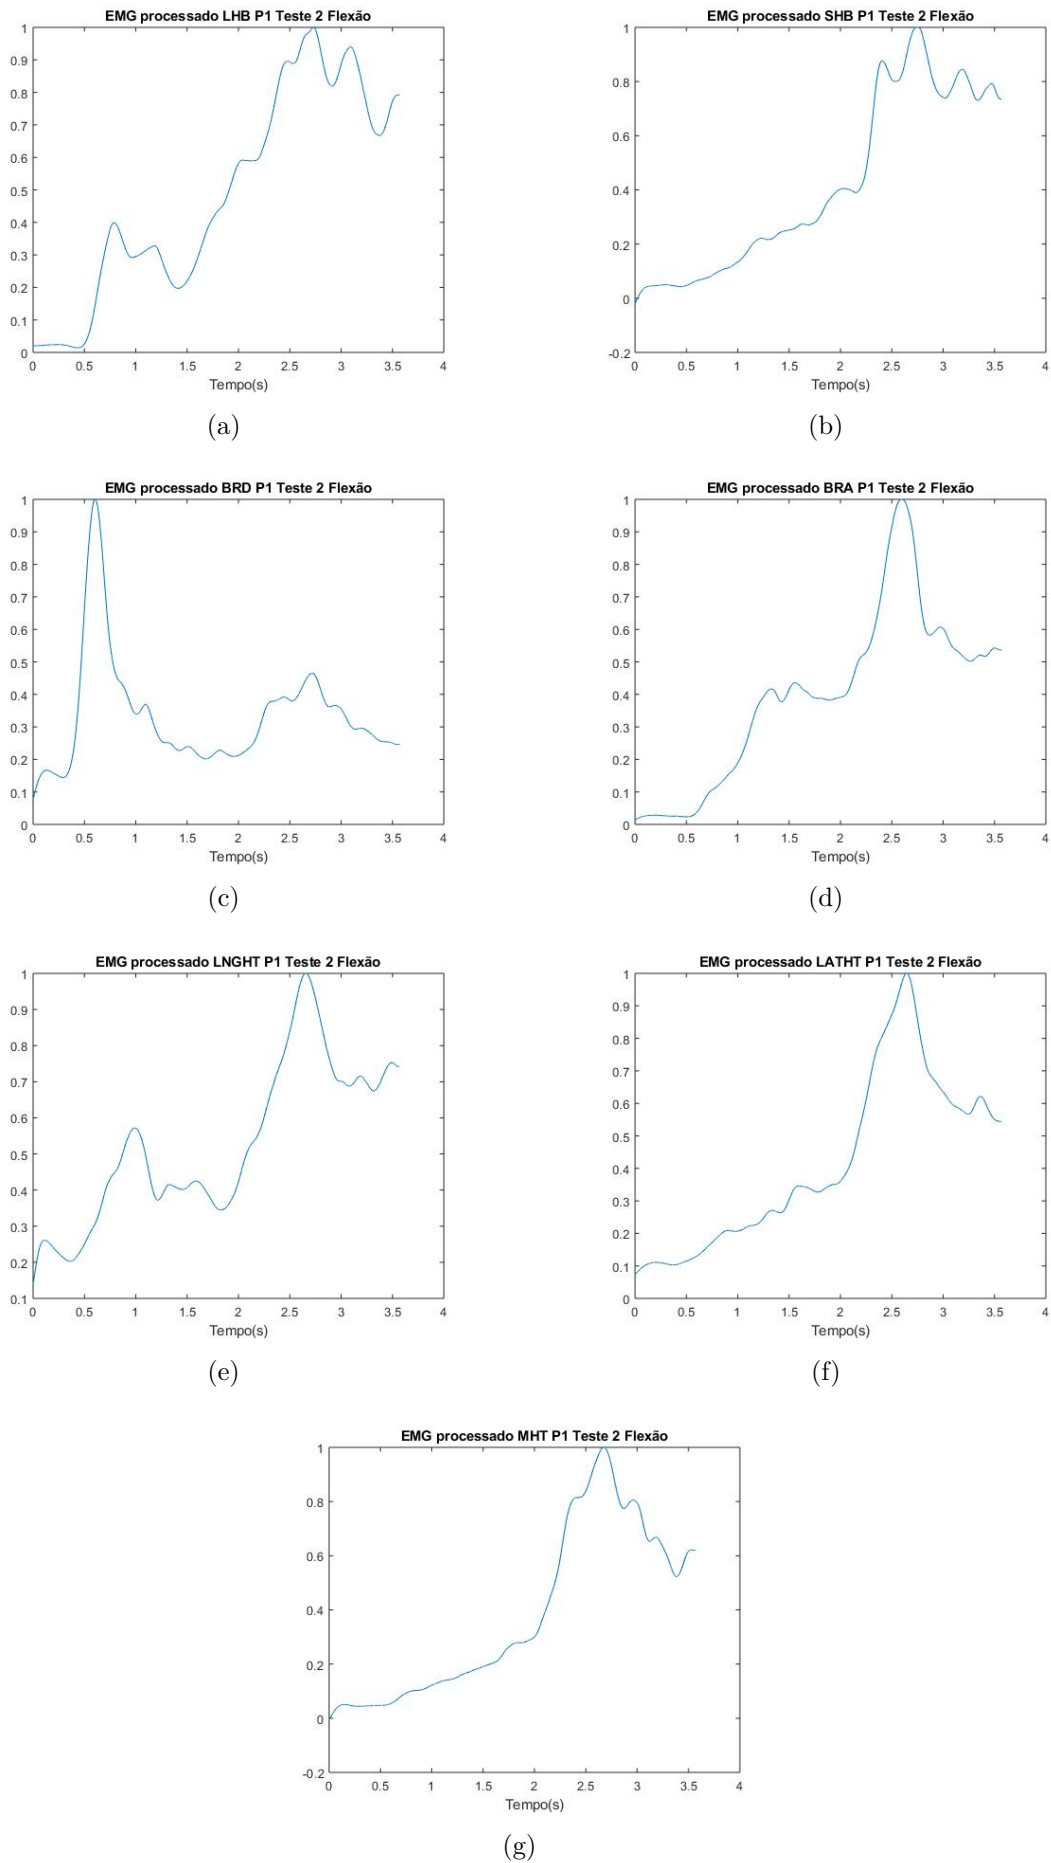 EMG processado LHB P1 Teste 2 Flexão
1
0.9
0.8
0.7
0.6
0.5
0.4
0.3
0.2
0.1
0
0 0.5 1 1.5 2 2.5 3 3.5 4
Tempo(s)
(a)
EMG processado SHB P1 Teste 2 Flexão
1
0.8
0.6
0.4
0.2
0
-0.2
0 0.5 1 1.5 2 2.5 3 3.5 4
Tempo(s)
(b)
EMG processado BRD P1 Teste 2 Flexão
1
0.9
0.8
0.7
0.6
0.5
0.4
0.3
0.2
0.1
0
0 0.5 1 1.5 2 2.5 3 3.5 4
Tempo(s)
(c)
EMG processado BRA P1 Teste 2 Flexão
1
0.9
0.8
0.7
0.6
0.5
0.4
0.3
0.2
0.1
0
0 0.5 1 1.5 2 2.5 3 3.5 4
Tempo(s)
(d)
EMG processado LNGHT P1 Teste 2 Flexão
1
0.9
0.8
0.7
0.6
0.5
0.4
0.3
0.2
0.1
0 0.5 1 1.5 2 2.5 3 3.5 4
Tempo(s)
(e)
EMG processado LATHT P1 Teste 2 Flexão
1
0.9
0.8
0.7
0.6
0.5
0.4
0.3
0.2
0.1
0
0 0.5 1 1.5 2 2.5 3 3.5 4
Tempo(s)
(f)
EMG processado MHT P1 Teste 2 Flexão
1
0.8
0.6
0.4
0.2
0
-0.2
0 0.5 1 1.5 2 2.5 3 3.5 4
Tempo(s)
(g)